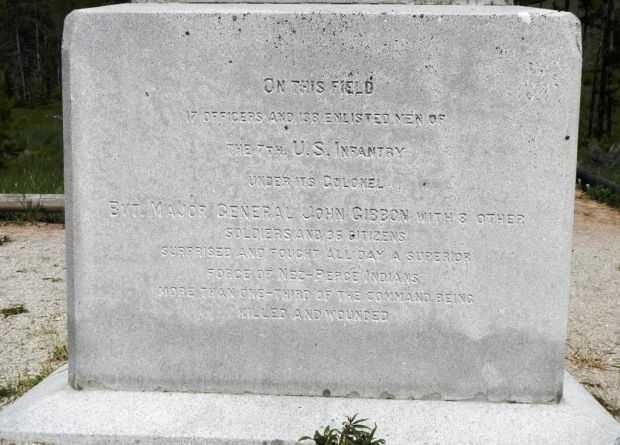 ON THIS FIELD
17 OFFICERS AND 138 ENLISTED MEN OF
THE 7TH. U.S. INFANTRY
UNDER ITS COLONEL
BVT. MAJOR GENERAL JOHN GIBBON WITH 8 OTHER
SOLDIERS AND 36 CITIZENS
SURPRISED AND FOUGHT ALL DAY A SUPERIOR
FORCE OF NEZ-PERCE INDIANS
MORE THAN ONE-THIRD OF THE COMMAND BEING
KILLED AND WOUNDED